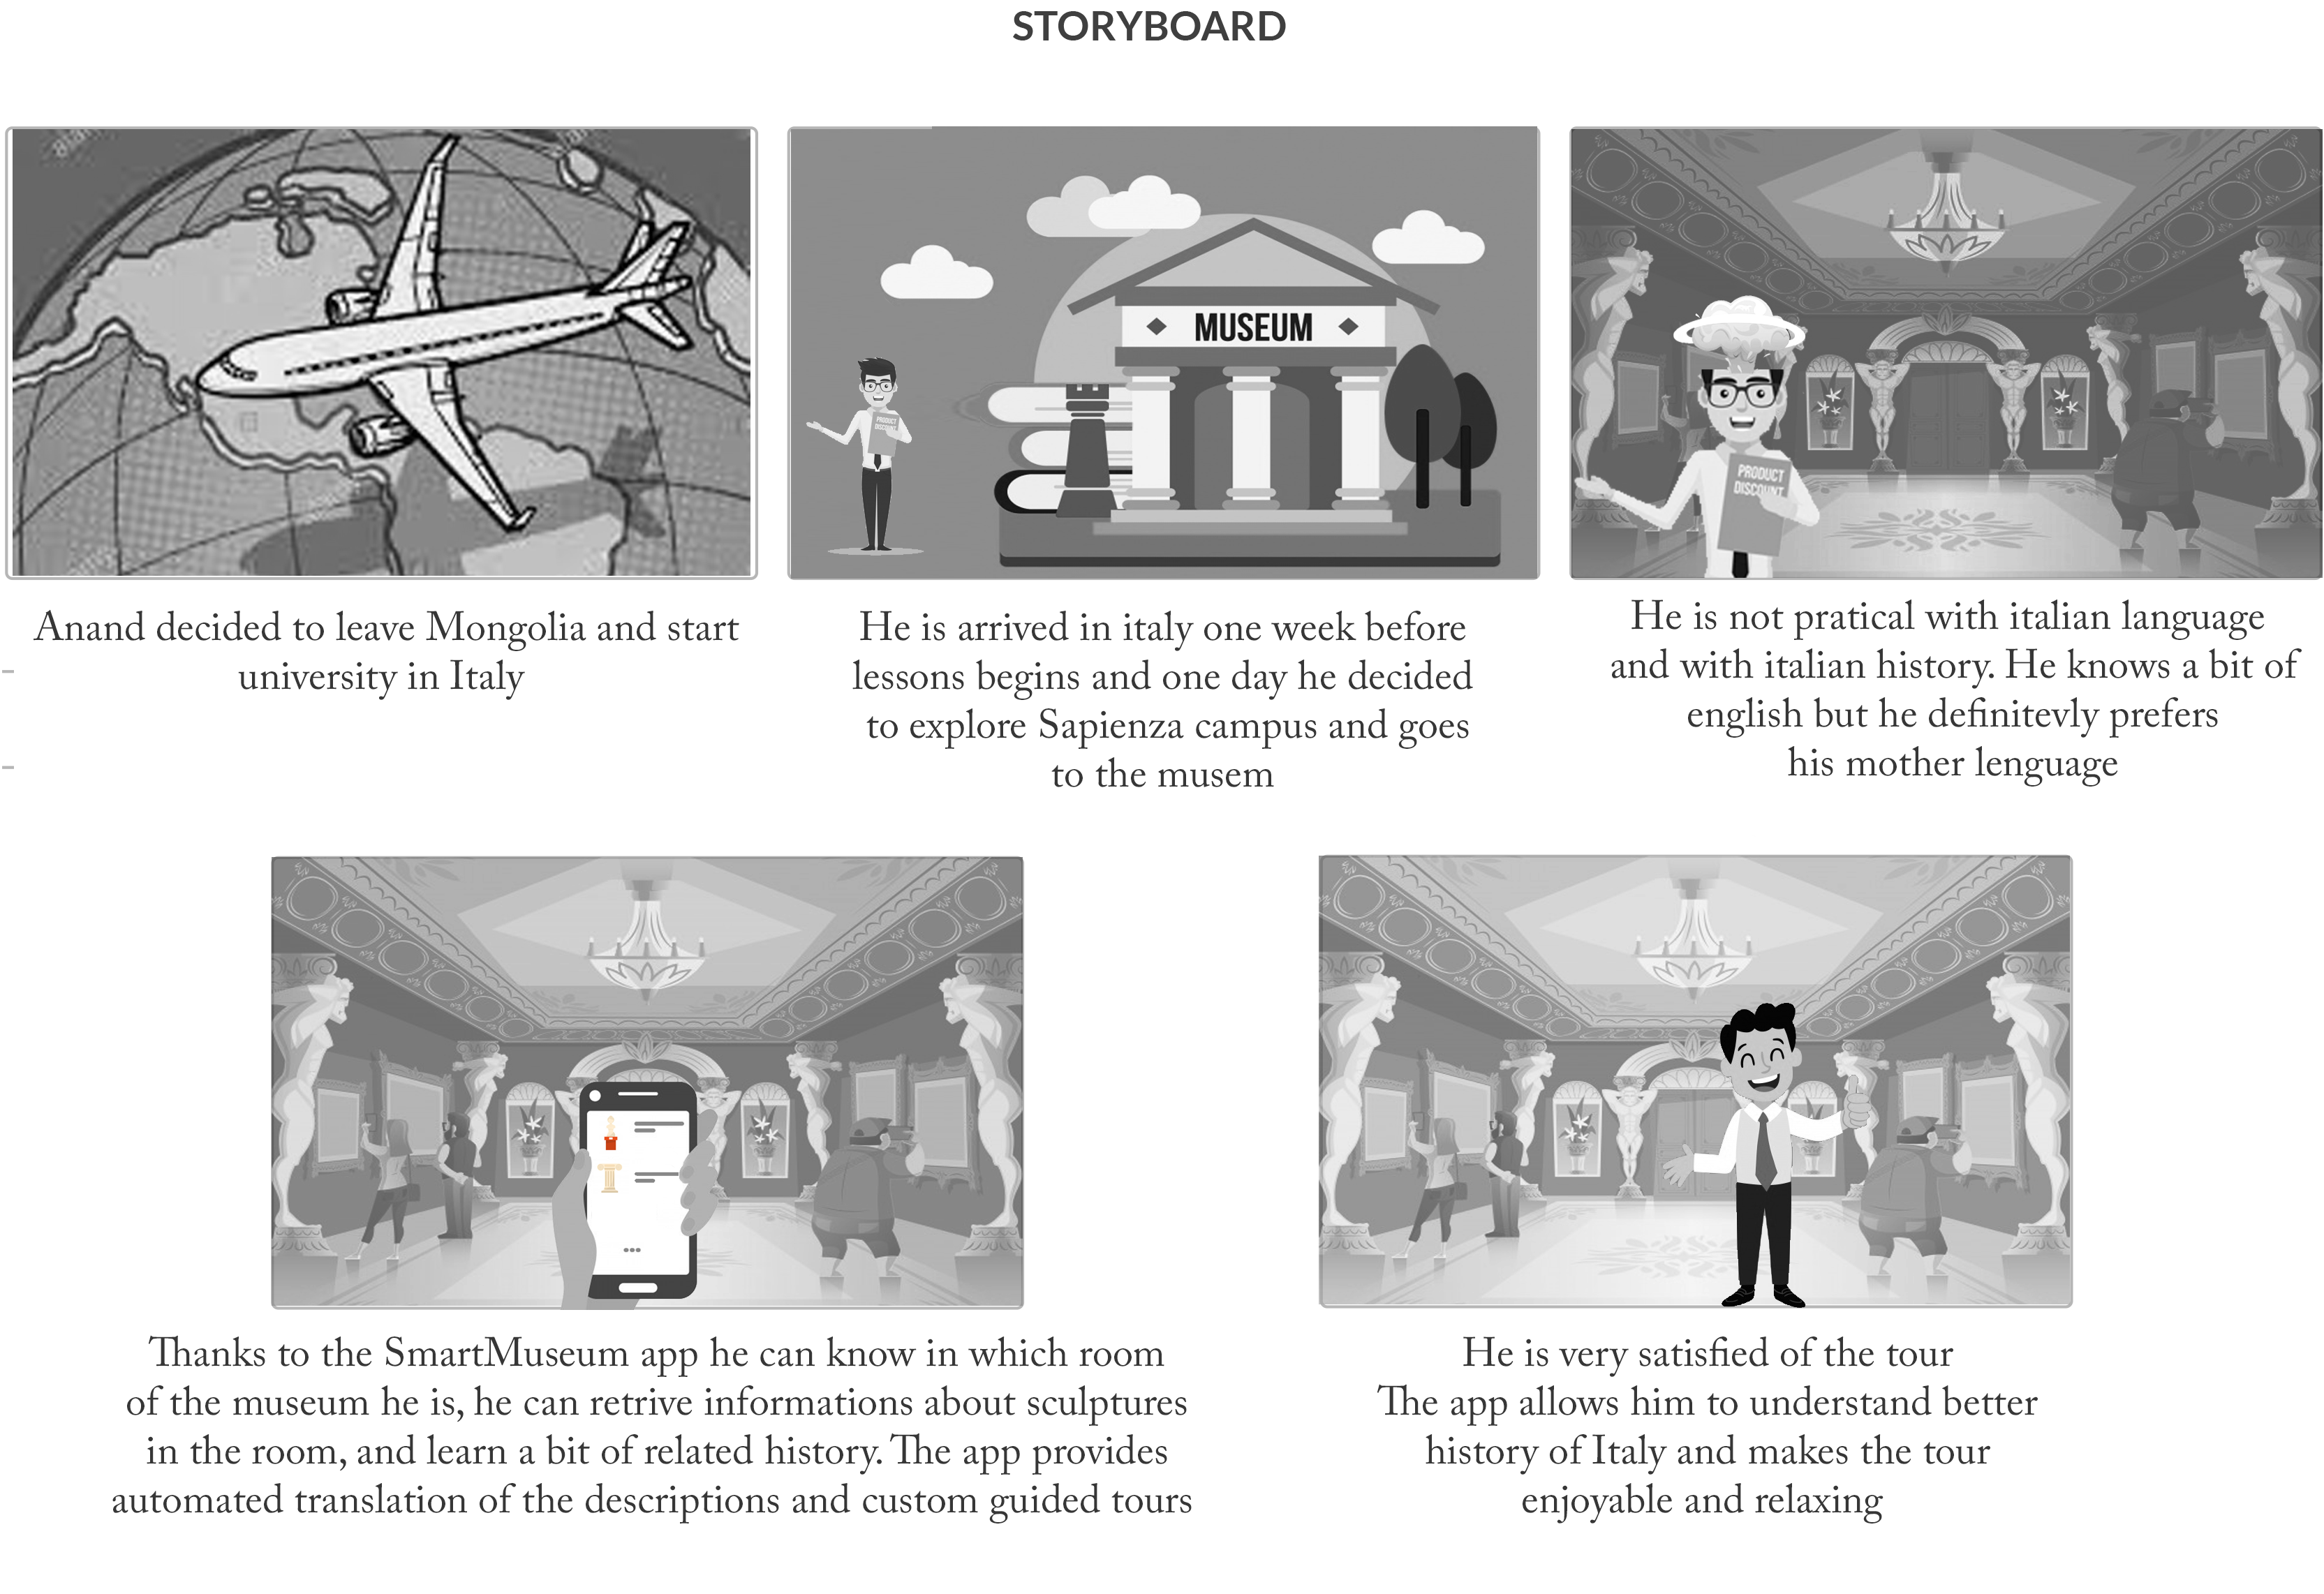 STORYBOARD
MUSEUM
PRODUCT
DISCOUNT
PRODUCT
DISCOUNT
Anand decided to leave Mongolia and start
university in Italy
He is arrived in italy one week before
lessons begins and one day he decided
to explore Sapienza campus and goes
to the musem
He is not pratical with italian language
and with italian history. He knows a bit of
english but he definitevly prefers
his mother lenguage
Thanks to the SmartMuseum app he can know in which room
of the museum he is, he can retrive informations about sculptures
in the room, and learn a bit of related history. The app provides
automated translation of the descriptions and custom guided tours
He is very satisfied of the tour
The app allows him to understand better
history of Italy and makes the tour
enjoyable and relaxing